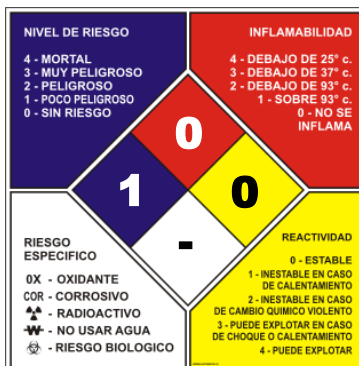 NIVEL DE RIESGO
4 - MORTAL
3 - MUY PELIGROSO
2 - PELIGROSO
1 - POCO PELIGROSO
0 - SIN RIESGO
INFLAMABILIDAD
4 - DEBAJO DE 25° c.
3 - DEBAJO DE 37° c.
2 - DEBAJO DE 93° c.
1 - SOBRE 93° c.
0 - NO SE
INFLAMA
0
1
0
-
RIESGO
ESPECIFICO
0X - OXIDANTE
COR - CORROSIVO
- RADIOACTIVO
W - NO USAR AGUA
- RIESGO BIOLOGICO
REACTIVIDAD
0 - ESTABLE
1 - INESTABLE EN CASO
DE CALENTAMIENTO
2 - INESTABLE EN CASO
DE CAMBIO QUIMICO VIOLENTO
3 - PUEDE EXPLOTAR EN CASO
DE CHOQUE O CALENTAMIENTO
4 - PUEDE EXPLOTAR